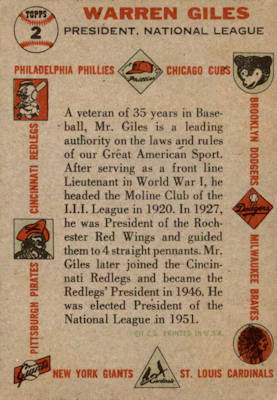 TOPPS
2
WARREN GILES
PRESIDENT, NATIONAL LEAGUE
PHILADELPHIA PHILLIES
Phillies
CHICAGO CUBS
CINCINNATI REDLEGS
BROOKLYN DODGERS
A veteran of 35 years in Base-
ball, Mr. Giles is a leading
authority on the laws and rules
of our Great American Sport.
After serving as a front line
Lieutenant in World War I, he
headed the Moline Club of the
I.I.I. League in 1920. In 1927,
he was President of the Roch-
ester Red Wings and guided
them to 4 straight pennants. Mr.
Giles later joined the Cincin-
nati Redlegs and became the
Redlegs' President in 1946. He
was elected President of the
National League in 1951.
Dodgers
PITTSBURGH PIRATES
MILWAUKEE BRAVES
PRINTED IN U.S.A.
Giants
NEW YORK GIANTS
Cardinals
ST. LOUIS CARDINALS